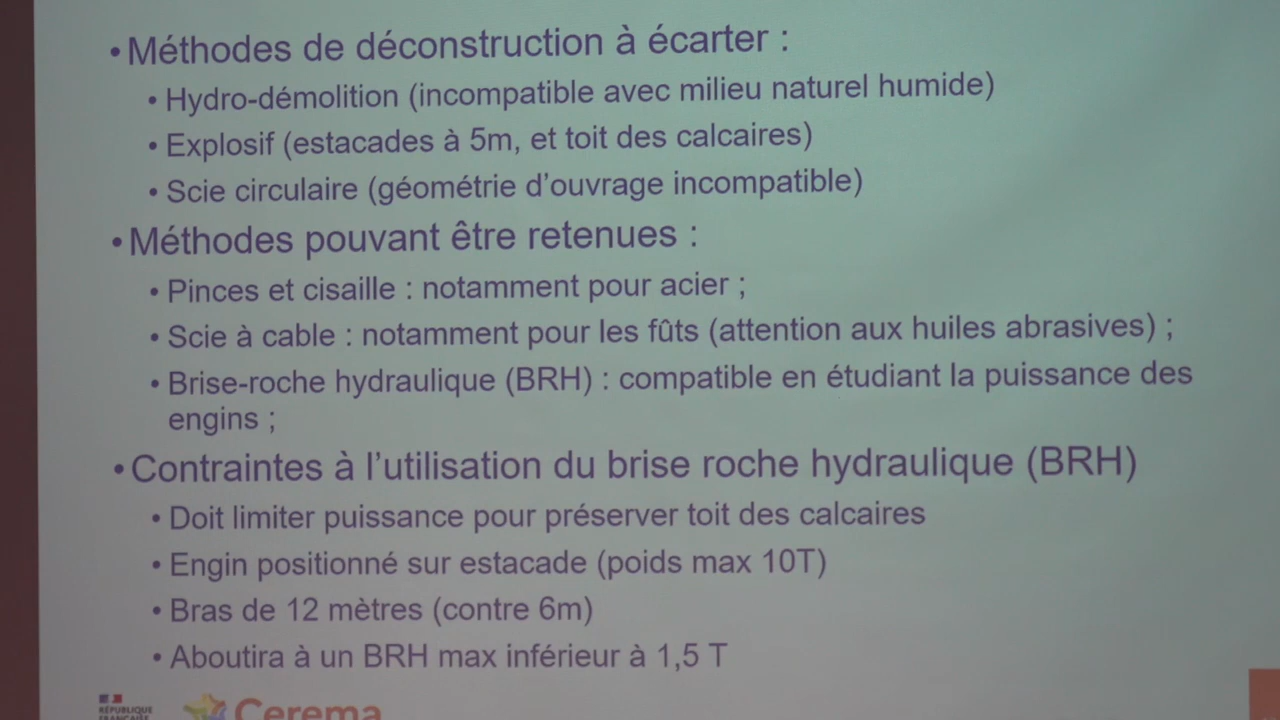 • Méthodes de déconstruction à écarter :
• Hydro-démolition (incompatible avec milieu naturel humide)
• Explosif (estacades à 5m, et toit des calcaires)
• Scie circulaire (géométrie d’ouvrage incompatible)
• Méthodes pouvant être retenues :
• Pinces et cisaille : notamment pour acier ;
• Scie à cable : notamment pour les fûts (attention aux huiles abrasives) ;
• Brise-roche hydraulique (BRH) : compatible en étudiant la puissance des
engins ;
• Contraintes à l’utilisation du brise roche hydraulique (BRH)
• Doit limiter puissance pour préserver toit des calcaires
• Engin positionné sur estacade (poids max 10T)
• Bras de 12 mètres (contre 6m)
• Aboutira à un BRH max inférieur à 1,5 T
RÉPUBLIQUE
FRANÇAISE
Cerema